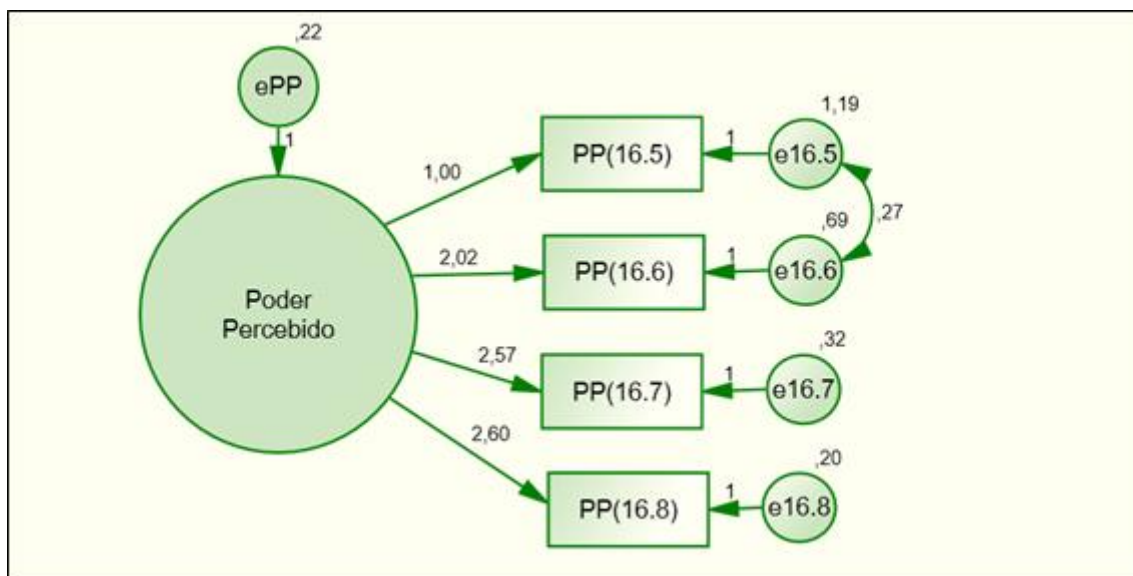 ,22
ePP
1
1,19
PP(16.5)
1
e16.5
1,00
,27
,69
2,02
PP(16.6)
1
e16.6
Poder
Percebido
,32
2,57
PP(16.7)
1
e16.7
2,60
,20
PP(16.8)
1
e16.8